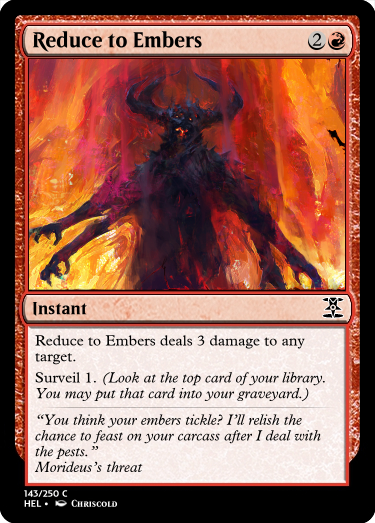 Reduce to Embers 2
Instant
Reduce to Embers deals 3 damage to any
target.
Surveil 1. (Look at the top card of your library.
You may put that card into your graveyard.)
“You think your embers tickle? I’ll relish the
chance to feast on your carcass after I deal with
the pests.”
Morideus’s threat
143/250 C
HEL • Chriscold